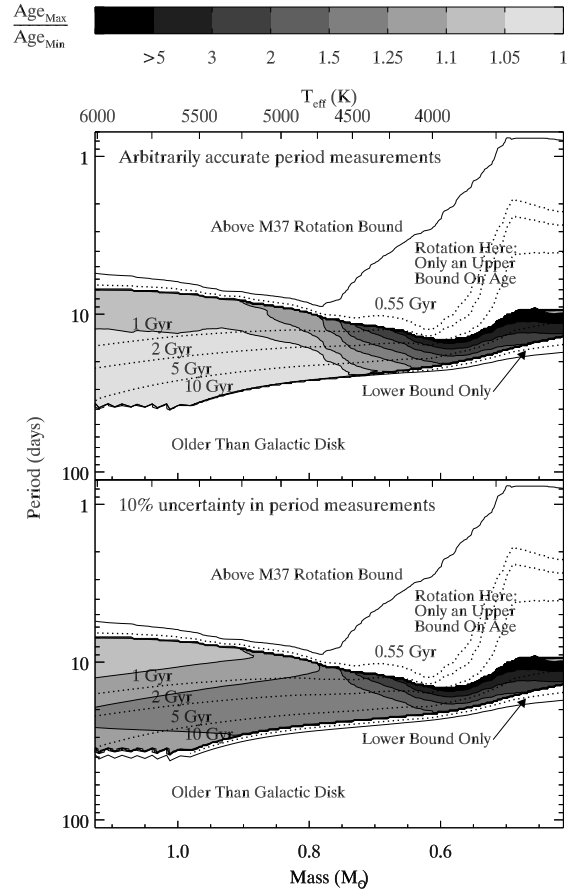 Age Max
Age Min
>5 3 2 1.5 1.25 1.1 1.05 1
T eff (K)
6000 5500 5000 4500 4000
Arbitrarily accurate period measurements
1
Above M37 Rotation Bound
Rotation Here:
Only an Upper
Bound On Age
0.55 Gyr
10
1 Gyr
2 Gyr
5 Gyr
10 Gyr
Lower Bound Only
Older Than Galactic Disk
100
Period (days)
10% uncertainty in period measurements
1
Above M37 Rotation Bound
Rotation Here:
Only an Upper
Bound On Age
0.55 Gyr
10
1 Gyr
2 Gyr
5 Gyr
10 Gyr
Lower Bound Only
Older Than Galactic Disk
100
1.0 0.8 0.6
Mass (M⊙)